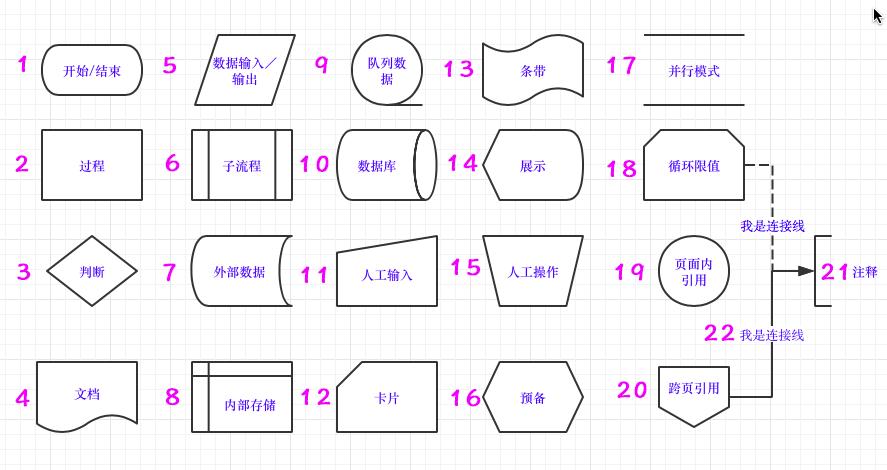 1
开始/结束
5
数据输入／
输出
9
队列数
据
13
条带
17
并行模式
2
过程
6
子流程
10
数据库
14
展示
18
循环限值
我是连接线
3
判断
7
外部数据
11
人工输入
15
人工操作
19
页面内
引用
21
注释
22
我是连接线
4
文档
8
内部存储
12
卡片
16
预备
20
跨页引用